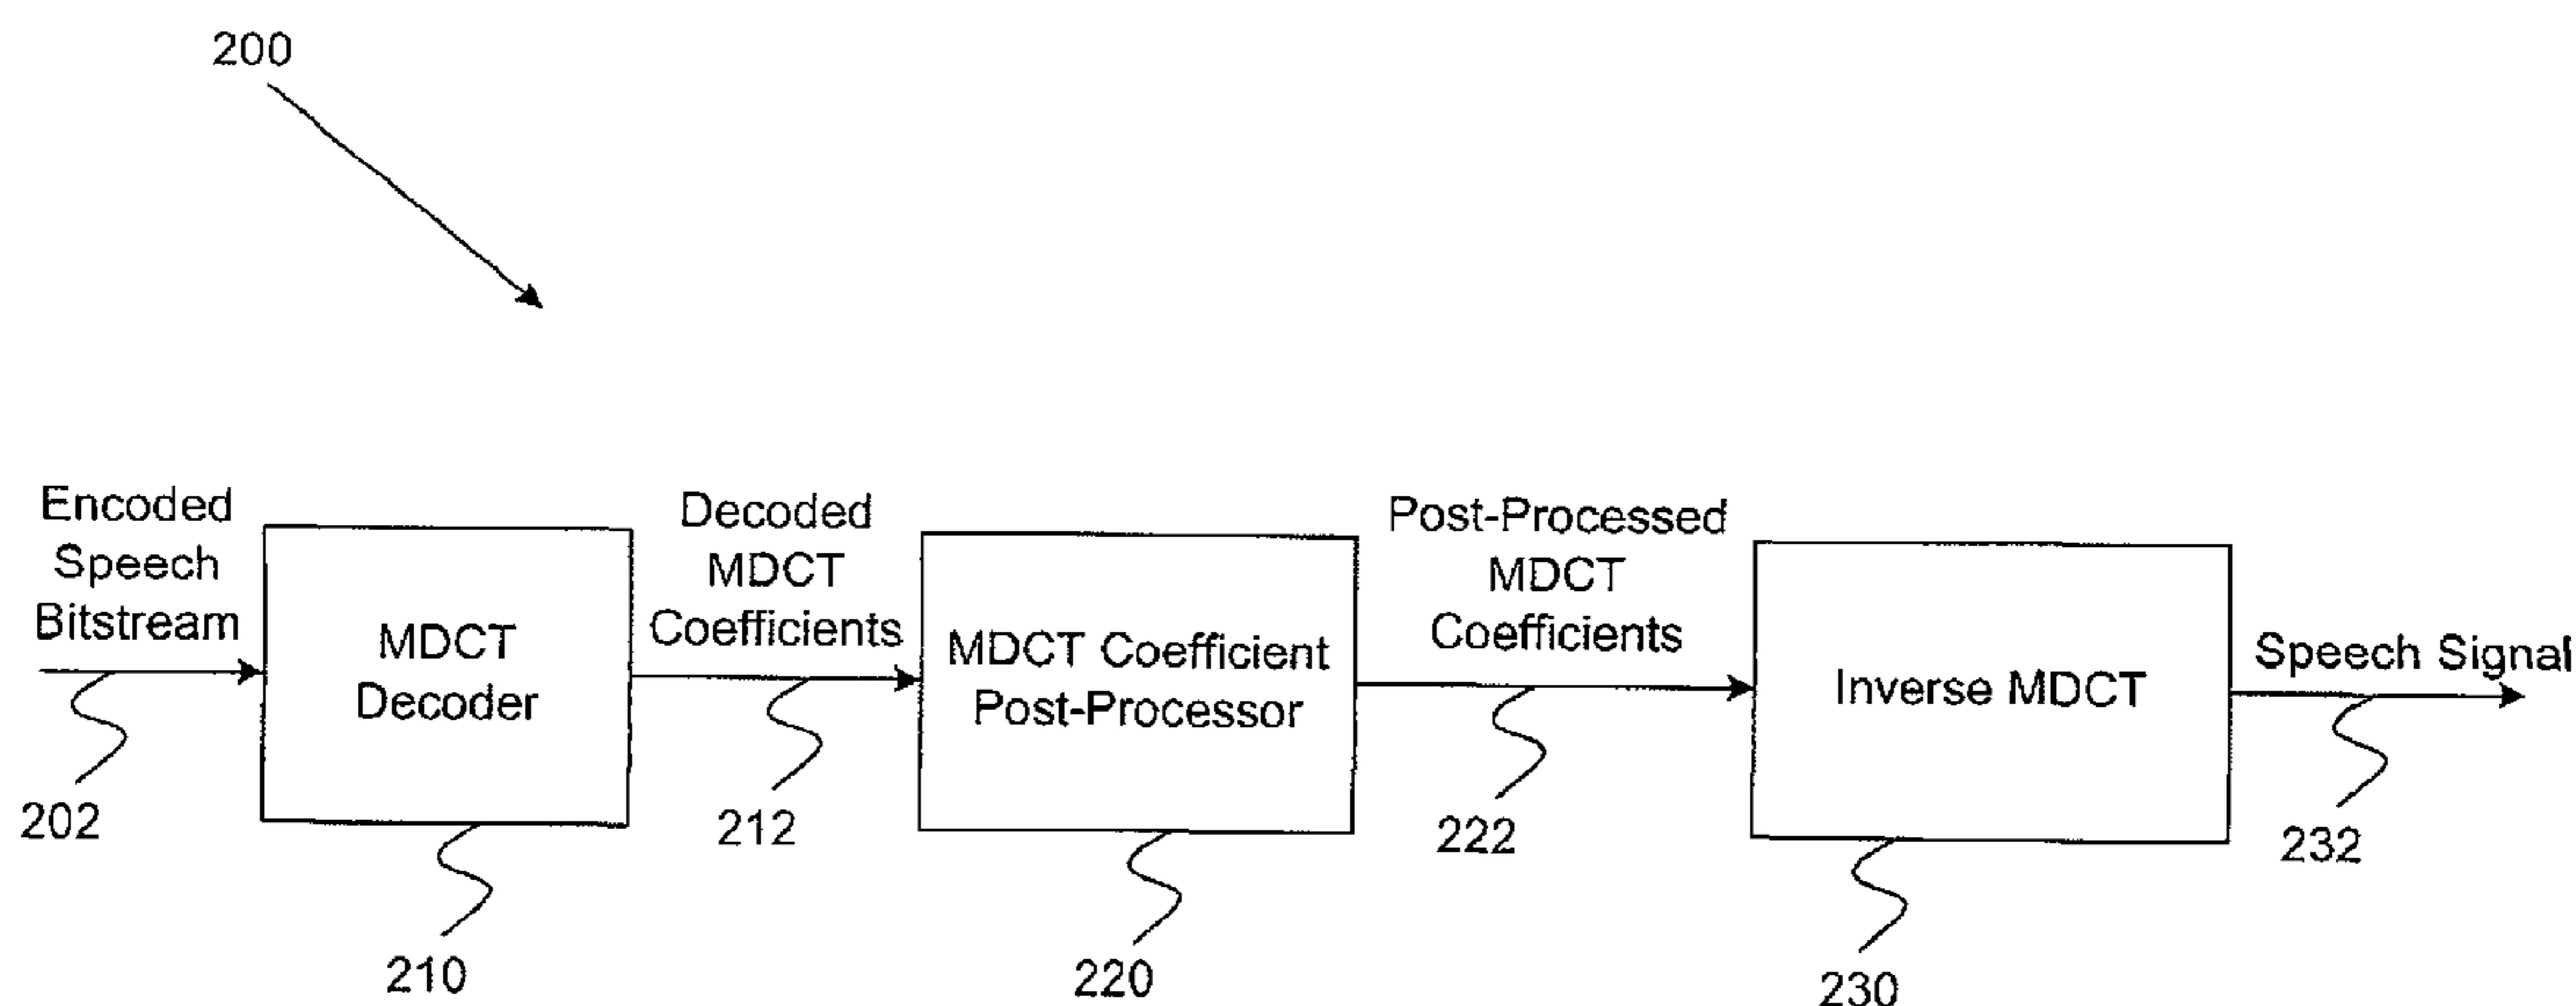 200
Encoded
Speech
Bitstream
MDCT
Decoder
Decoded
MDCT
Coefficients
MDCT Coefficient
Post-Processor
Post-Processed
MDCT
Coefficients
Inverse MDCT
Speech Signal
202
210
212
220
222
230
232